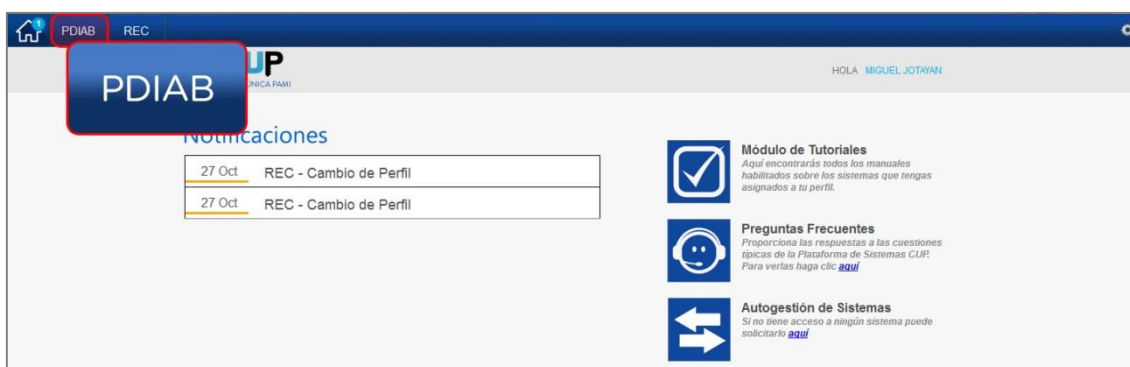 1
PDIAB REC
PDIAB
UP
ÚNICA PAMI
HOLA MIGUEL JOTAYAN
Notificaciones
27 Oct REC - Cambio de Perfil
27 Oct REC - Cambio de Perfil
Módulo de Tutoriales
Aquí encontrarás todos los manuales
habilitados sobre los sistemas que tengas
asignados a tu perfil.
Preguntas Frecuentes
Proporciona las respuestas a las cuestiones
típicas de la Plataforma de Sistemas CUP.
Para verlas haga clic aquí
Autogestión de Sistemas
Si no tiene acceso a ningún sistema puede
solicitarlo aquí